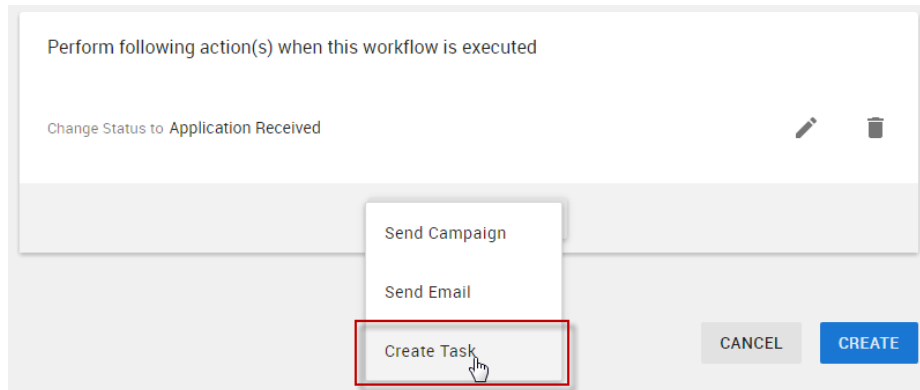 Perform following action(s) when this workflow is executed
Change Status to Application Received
Send Campaign
Send Email
Create Task
CANCEL CREATE